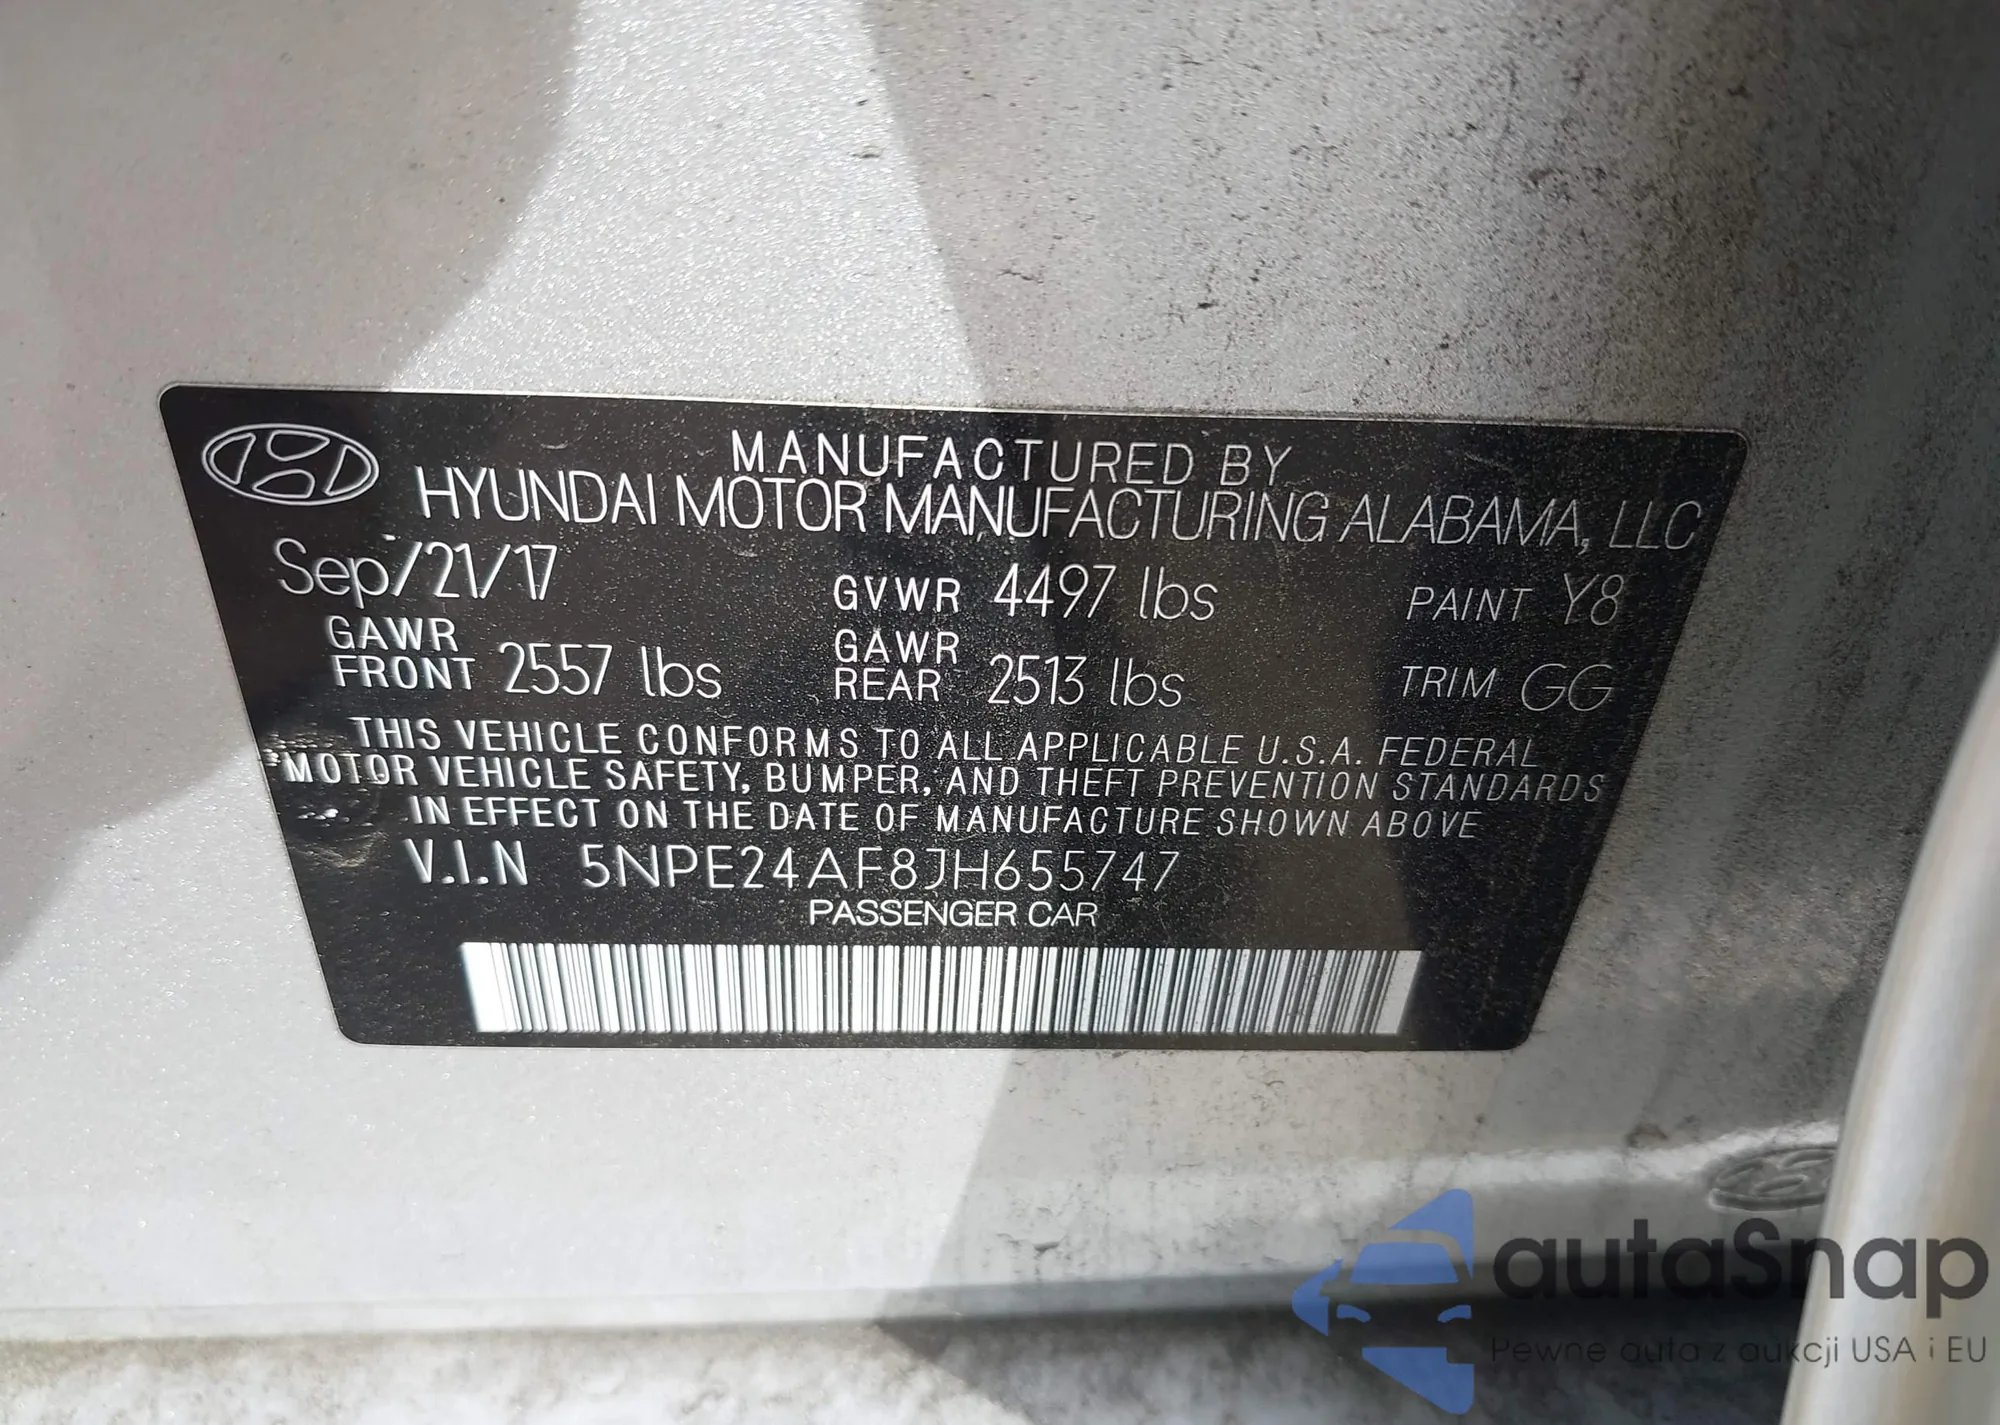 MANUFACTURED BY
HYUNDAI MOTOR MANUFACTURING ALABAMA, LLC
Sep/21/17
GVWR 4497 lbs PAINT Y8
GAWR FRONT 2557 lbs GAWR REAR 2513 lbs TRIM GG
THIS VEHICLE CONFORMS TO ALL APPLICABLE U.S.A. FEDERAL
MOTOR VEHICLE SAFETY, BUMPER, AND THEFT PREVENTION STANDARDS
IN EFFECT ON THE DATE OF MANUFACTURE SHOWN ABOVE
V.I.N 5NPE24AF8JH655747
PASSENGER CAR
autaSnap
Pewne auta z aukcji USA i EU